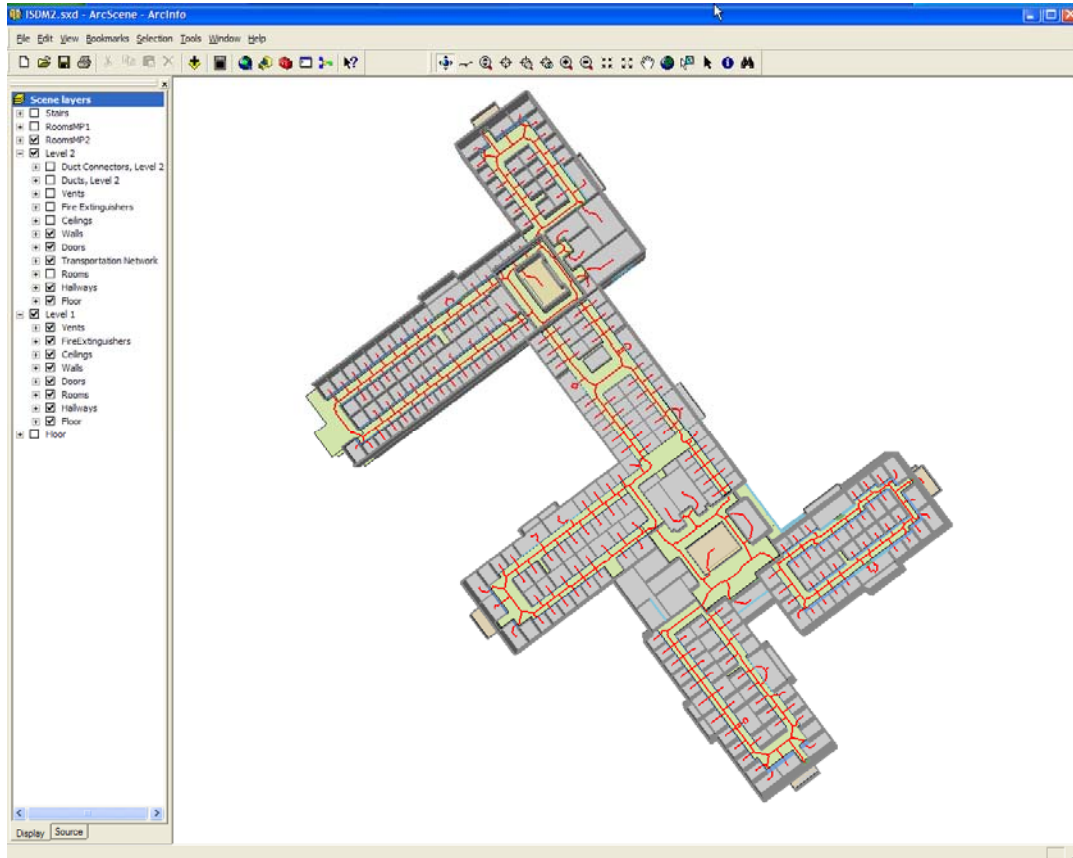 ISDM2.sxd - ArcScene - ArcInfo
File Edit View Bookmarks Selection Tools Window Help
Scene layers
Stairs
RoomsMP1
RoomsMP2
Level 2
Duct Connectors, Level 2
Ducts, Level 2
Vents
Fire Extinguishers
Ceilings
Walls
Doors
Transportation Network
Rooms
Hallways
Floor
Level 1
Vents
FireExtinguishers
Ceilings
Walls
Doors
Rooms
Hallways
Floor
Floor
Display Source